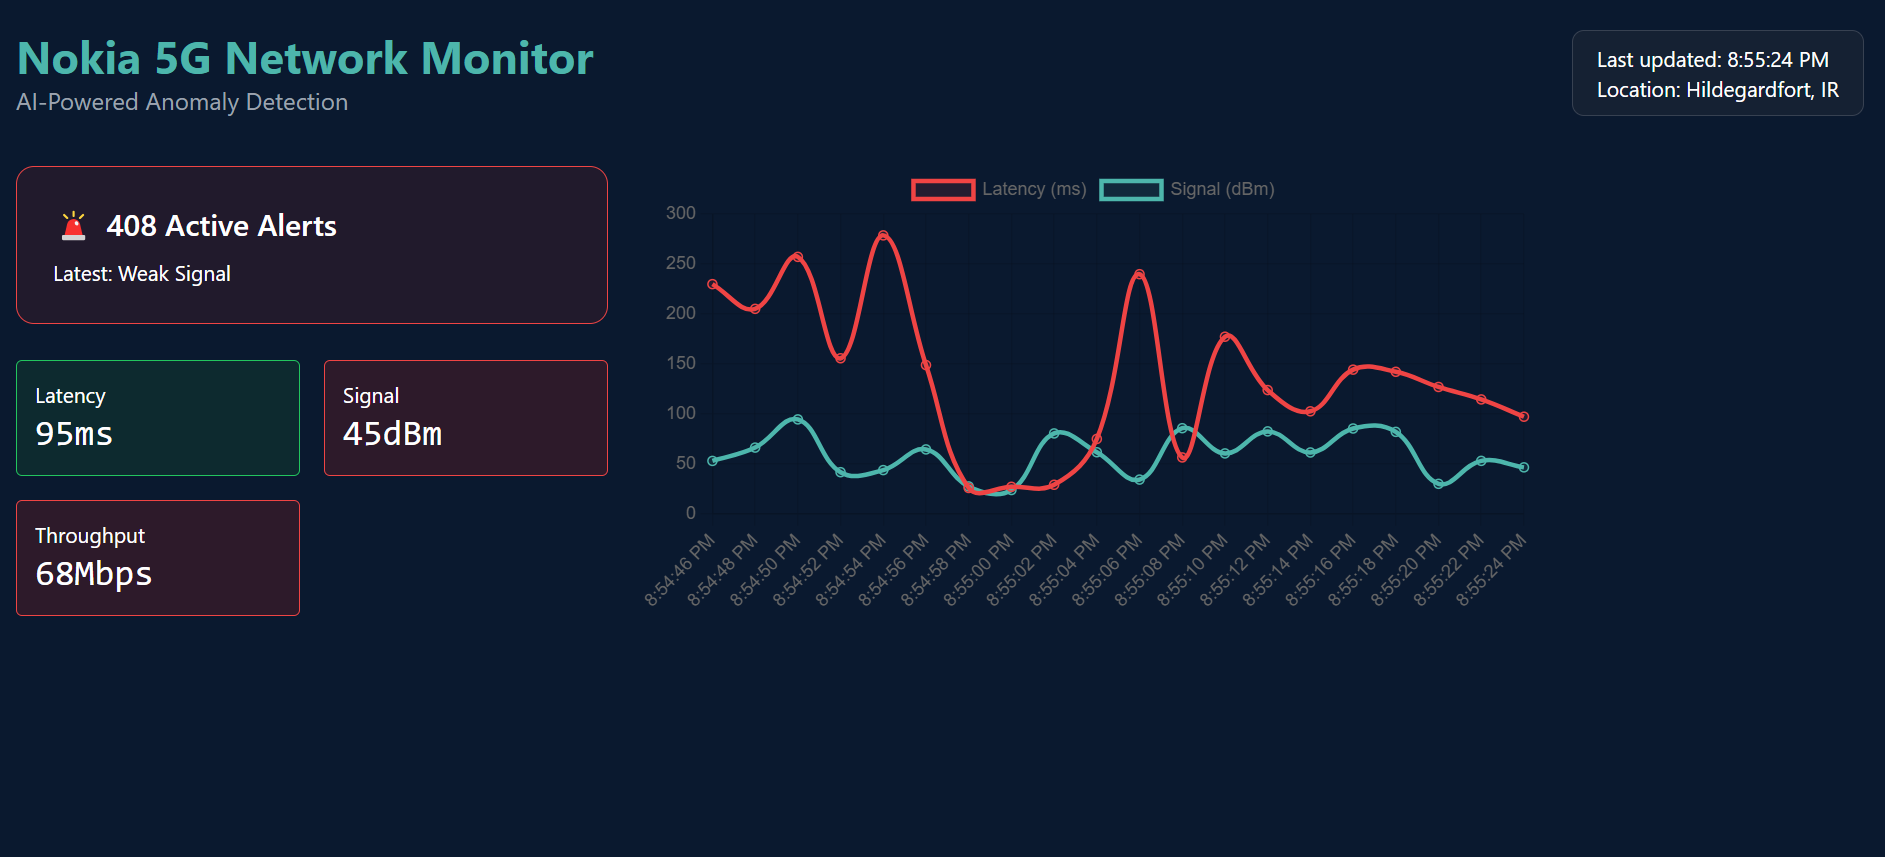 Nokia 5G Network Monitor
AI-Powered Anomaly Detection
Last updated: 8:55:24 PM
Location: Hildegardfort, IR
408 Active Alerts
Latest: Weak Signal
Latency
95ms
Signal
45dBm
Throughput
68Mbps
Latency (ms)
Signal (dBm)
300
250
200
150
100
50
0
8:54:46 PM
8:54:48 PM
8:54:50 PM
8:54:52 PM
8:54:54 PM
8:54:56 PM
8:54:58 PM
8:55:00 PM
8:55:02 PM
8:55:04 PM
8:55:06 PM
8:55:08 PM
8:55:10 PM
8:55:12 PM
8:55:14 PM
8:55:16 PM
8:55:18 PM
8:55:20 PM
8:55:22 PM
8:55:24 PM